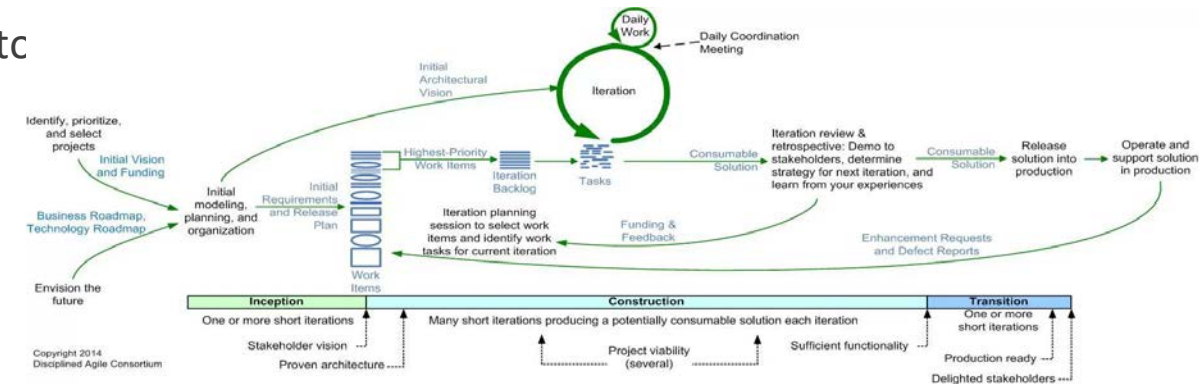 tc
Daily
Work
Daily Coordination
Meeting
Initial
Architectural
Vision
Iteration
Identify, prioritize,
and select
projects
Initial Vision
and Funding
Business Roadmap,
Technology Roadmap
Envision the
future
Initial
modeling,
planning, and
organization
Initial
Requirements
and Release
Plan
Work
Items
Highest-Priority
Work Items
Iteration
Backlog
Tasks
Iteration planning
session to select work
items and identify work
tasks for current iteration
Consumable
Solution
Iteration review &
retrospective: Demo to
stakeholders, determine
strategy for next iteration, and
learn from your experiences
Funding &
Feedback
Consumable
Solution
Release
solution into
production
Operate and
support solution
in production
Enhancement Requests
and Defect Reports
Inception
Construction
Transition
One or more short iterations
Many short iterations producing a potentially consumable solution each iteration
One or more
short iterations
Stakeholder vision
Proven architecture
Project viability
(several)
Sufficient functionality
Production ready
Delighted stakeholders
Copyright 2014
Disciplined Agile Consortium